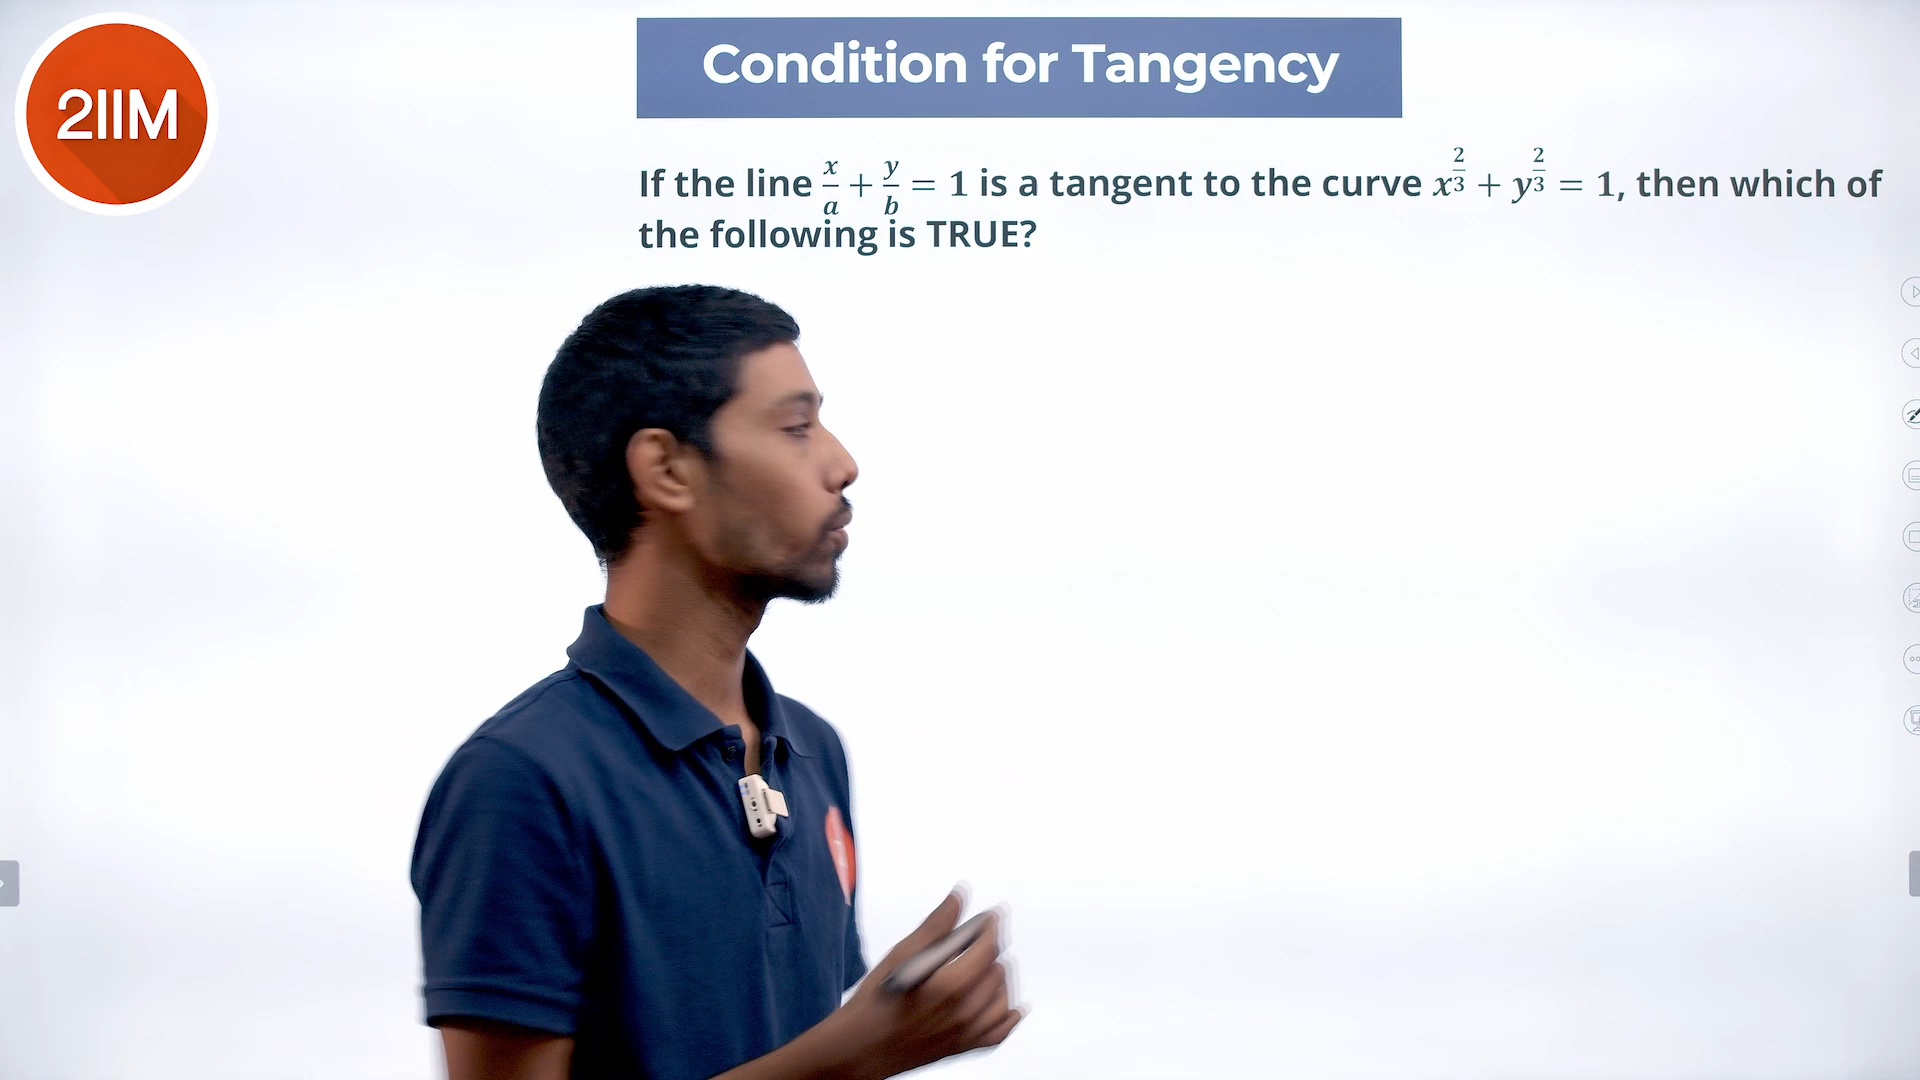 2IIM
Condition for Tangency
If the line x/a + y/b = 1 is a tangent to the curve x^(2/3) + y^(2/3) = 1, then which of
the following is TRUE?